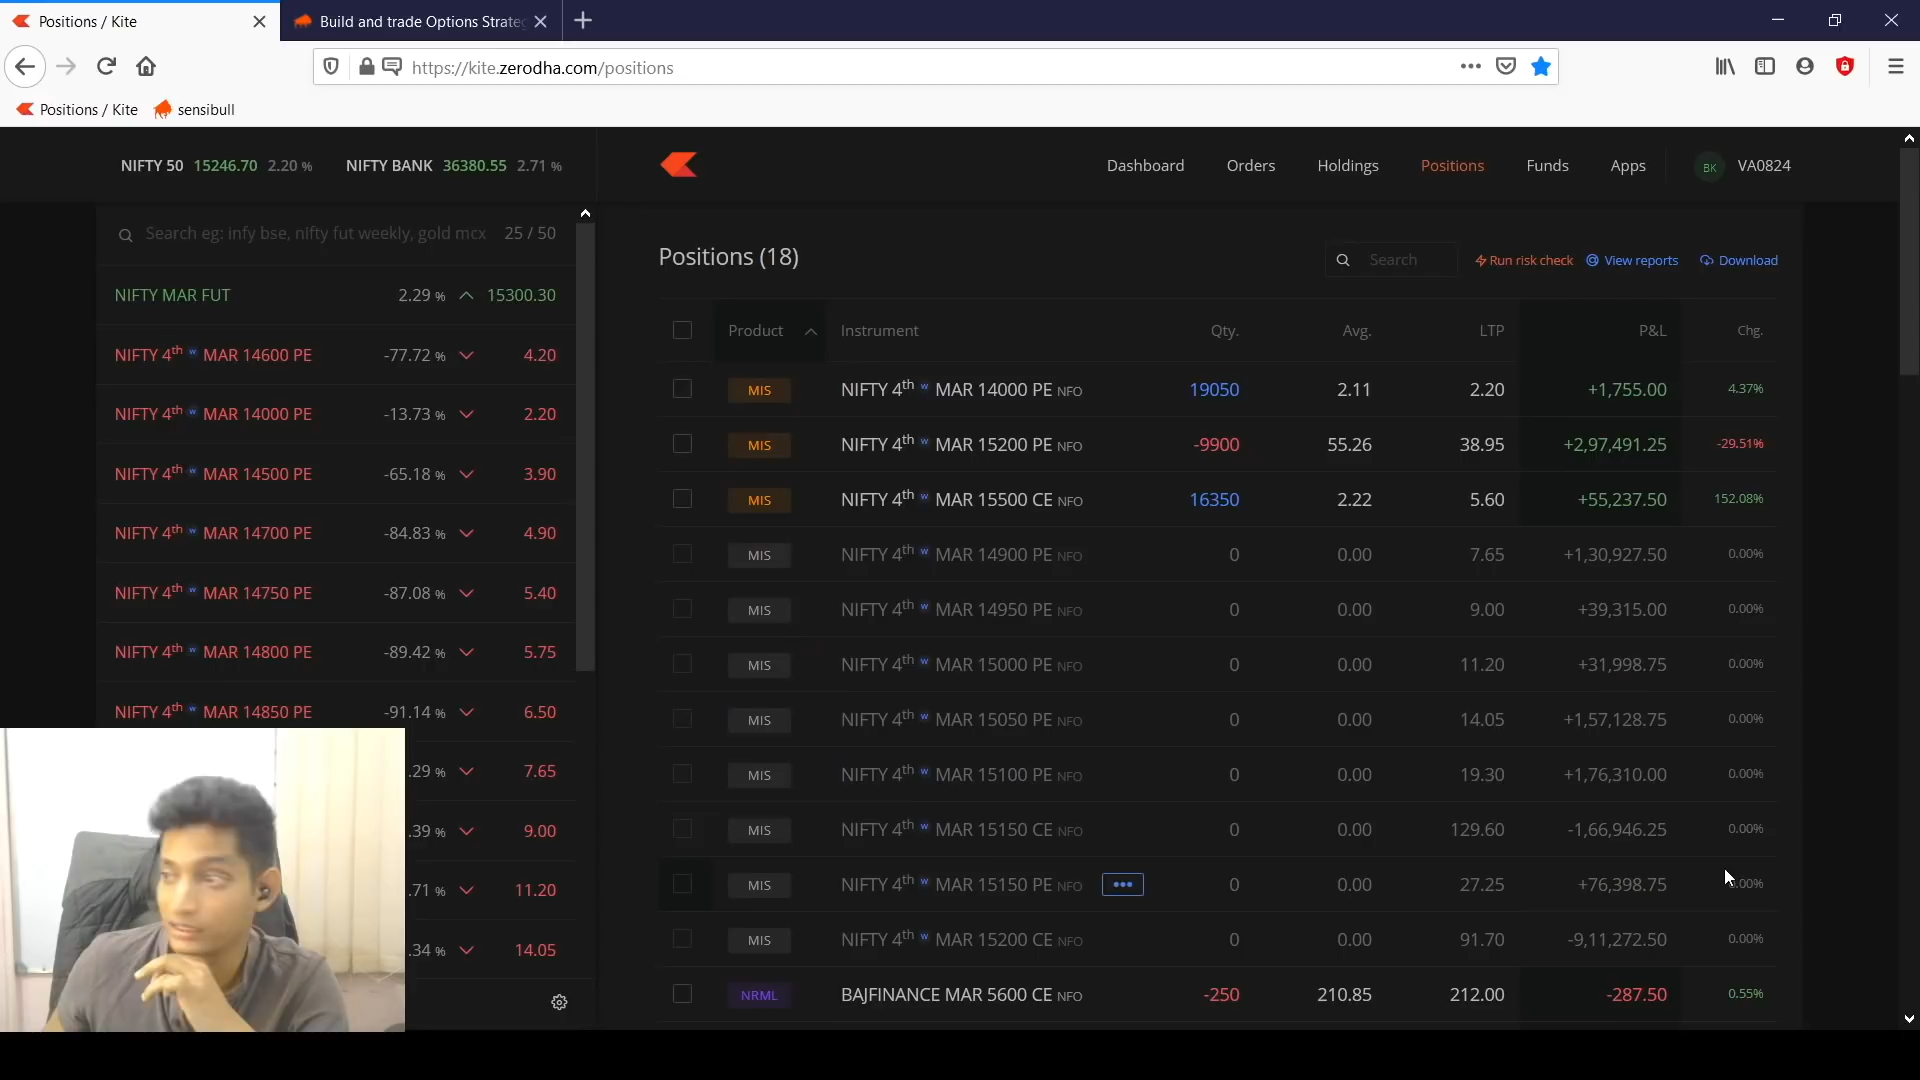 Positions / Kite
Build and trade Options Strate
https://kite.zerodha.com/positions
Positions / Kite sensibull
NIFTY 50 15246.70 2.20 % NIFTY BANK 36380.55 2.71 %
Dashboard Orders Holdings Positions Funds Apps BK VA0824
Search eg: infy bse, nifty fut weekly, gold mcx 25 / 50
NIFTY MAR FUT 2.29 % 15300.30
NIFTY 4th w MAR 14600 PE -77.72 % 4.20
NIFTY 4th w MAR 14000 PE -13.73 % 2.20
NIFTY 4th w MAR 14500 PE -65.18 % 3.90
NIFTY 4th w MAR 14700 PE -84.83 % 4.90
NIFTY 4th w MAR 14750 PE -87.08 % 5.40
NIFTY 4th w MAR 14800 PE -89.42 % 5.75
NIFTY 4th w MAR 14850 PE -91.14 % 6.50
.29 % 7.65
.39 % 9.00
.71 % 11.20
.34 % 14.05
Positions (18)
Search Run risk check View reports Download
Product Instrument Qty. Avg. LTP P&L Chg.
MIS NIFTY 4th w MAR 14000 PE NFO 19050 2.11 2.20 +1,755.00 4.37%
MIS NIFTY 4th w MAR 15200 PE NFO -9900 55.26 38.95 +2,97,491.25 -29.51%
MIS NIFTY 4th w MAR 15500 CE NFO 16350 2.22 5.60 +55,237.50 152.08%
MIS NIFTY 4th w MAR 14900 PE NFO 0 0.00 7.65 +1,30,927.50 0.00%
MIS NIFTY 4th w MAR 14950 PE NFO 0 0.00 9.00 +39,315.00 0.00%
MIS NIFTY 4th w MAR 15000 PE NFO 0 0.00 11.20 +31,998.75 0.00%
MIS NIFTY 4th w MAR 15050 PE NFO 0 0.00 14.05 +1,57,128.75 0.00%
MIS NIFTY 4th w MAR 15100 PE NFO 0 0.00 19.30 +1,76,310.00 0.00%
MIS NIFTY 4th w MAR 15150 CE NFO 0 0.00 129.60 -1,66,946.25 0.00%
MIS NIFTY 4th w MAR 15150 PE NFO 0 0.00 27.25 +76,398.75 .00%
MIS NIFTY 4th w MAR 15200 CE NFO 0 0.00 91.70 -9,11,272.50 0.00%
NRML BAJFINANCE MAR 5600 CE NFO -250 210.85 212.00 -287.50 0.55%